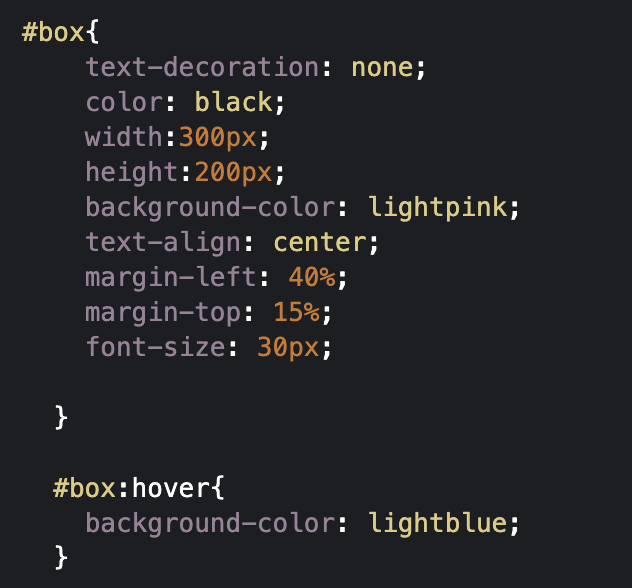 #box{
    text-decoration: none;
    color: black;
    width:300px;
    height:200px;
    background-color: lightpink;
    text-align: center;
    margin-left: 40%;
    margin-top: 15%;
    font-size: 30px;

  }

  #box:hover{
    background-color: lightblue;
  }